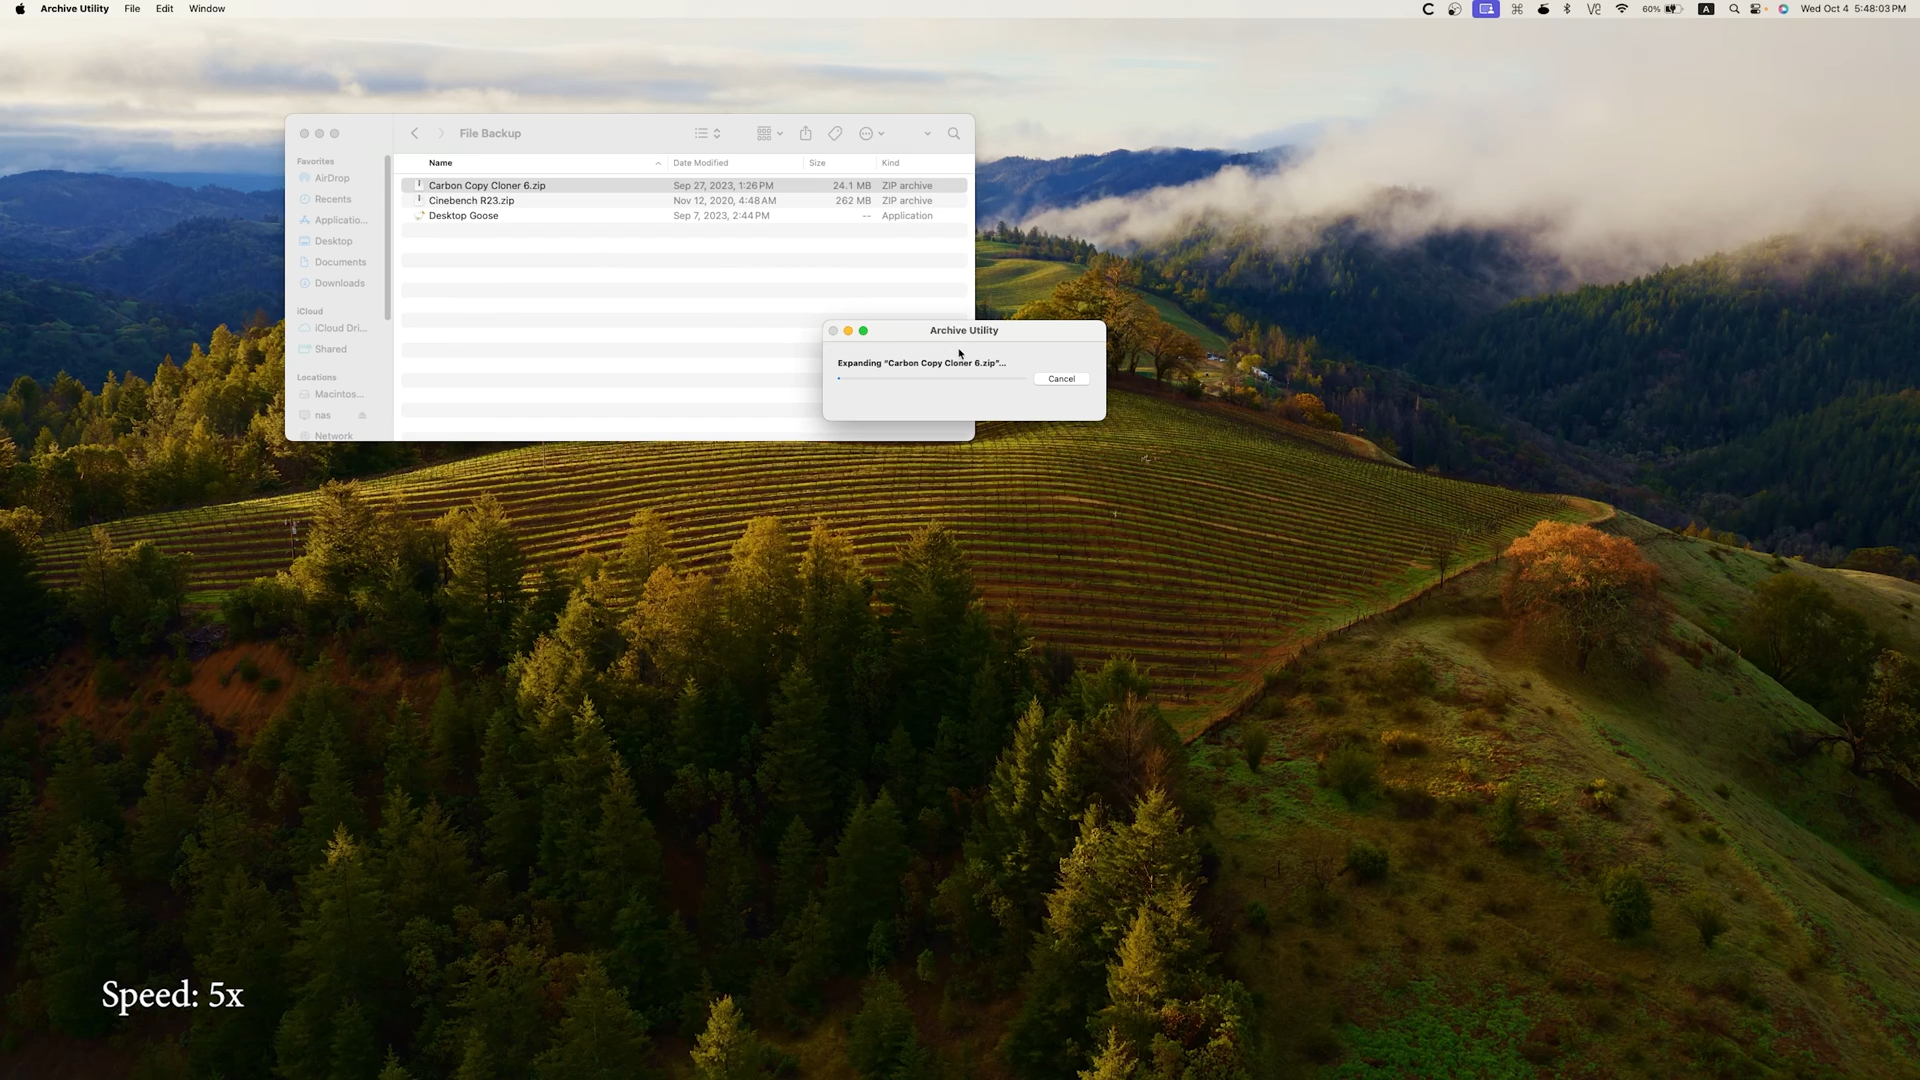 Archive Utility File Edit Window
60% A Wed Oct 4 5:48:03 PM
File Backup
Favorites
AirDrop
Recents
Applicatio...
Desktop
Documents
Downloads
iCloud
iCloud Dri...
Shared
Locations
Macintos...
nas
Network
Name Date Modified Size Kind
Carbon Copy Cloner 6.zip Sep 27, 2023, 1:26 PM 24.1 MB ZIP archive
Cinebench R23.zip Nov 12, 2020, 4:48 AM 262 MB ZIP archive
Desktop Goose Sep 7, 2023, 2:44 PM -- Application
Archive Utility
Expanding “Carbon Copy Cloner 6.zip”...
Cancel
Speed: 5x